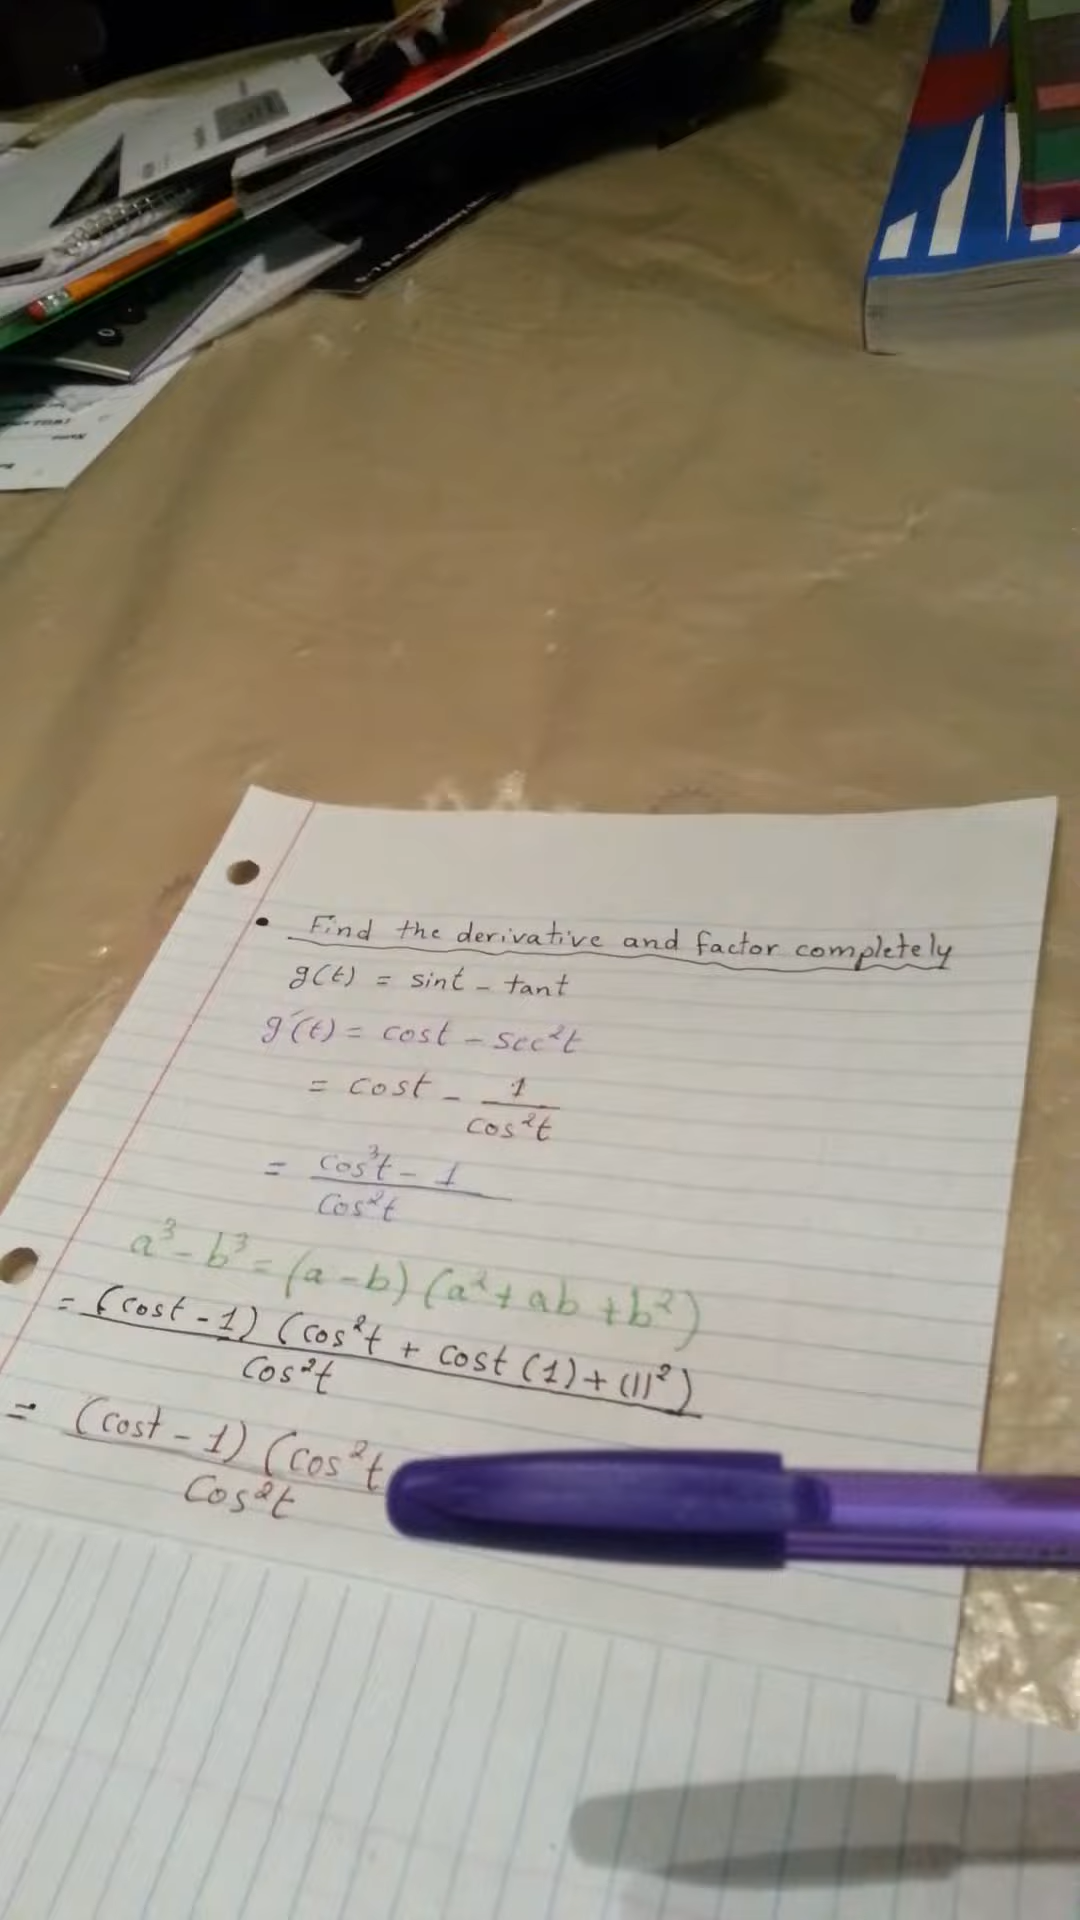 • Find the derivative and factor completely
g(t) = sint - tant
g'(t) = cost - sec²t
= cost - 1/cos²t
= cos³t - 1/cos²t
a³ - b³ = (a - b) (a² + ab + b²)
= (cost - 1) (cos²t + cost (1) + (1)²)/cos²t
= (cost - 1) (cos²t/cos²t